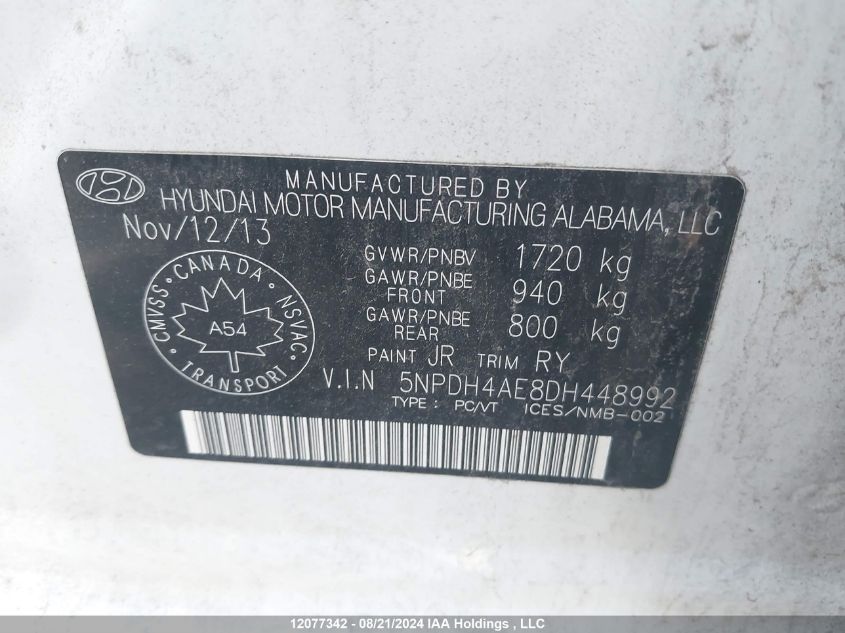 MANUFACTURED BY
HYUNDAI MOTOR MANUFACTURING ALABAMA, LLC
Nov/12/13
GVWR/PNBV 1720 kg
GAWR/PNBE FRONT 940 kg
GAWR/PNBE REAR 800 kg
PAINT JR TRIM RY
V.I.N 5NPDH4AE8DH448992
TYPE : PC/VT ICES/NMB-002
CMVSS · CANADA · NSVAC
A54
TRANSPORT
12077342 - 08/21/2024 IAA Holdings , LLC